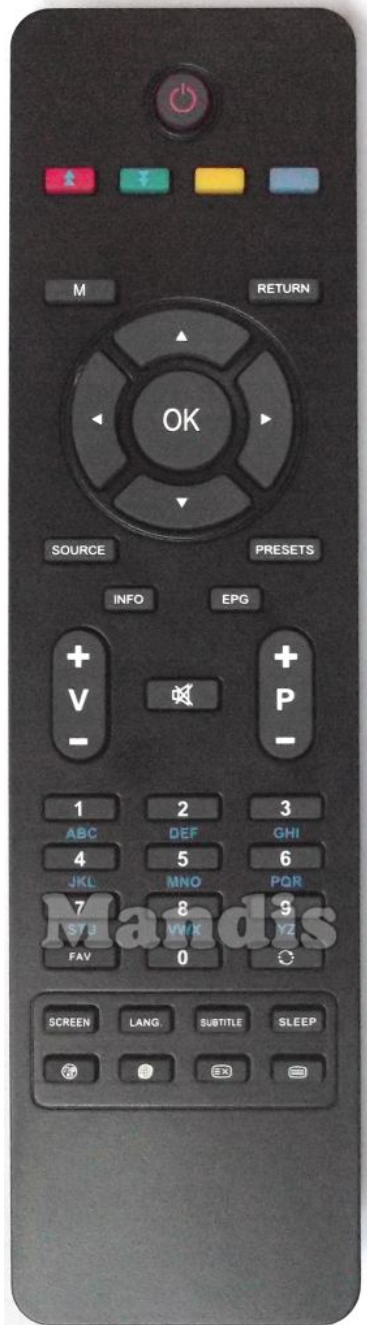 M RETURN
OK
SOURCE PRESETS
INFO EPG
+ +
V P
- -
1 2 3
ABC DEF GHI
4 5 6
JKL MNO PQR
7 8 9
STU VWX YZ
Mandis
FAV 0
SCREEN LANG. SUBTITLE SLEEP